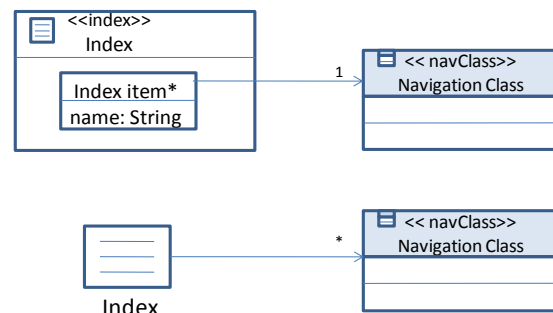 <<index>>
Index
Index item*
name: String
1
<< navClass>>
Navigation Class
*
<< navClass>>
Navigation Class
Index